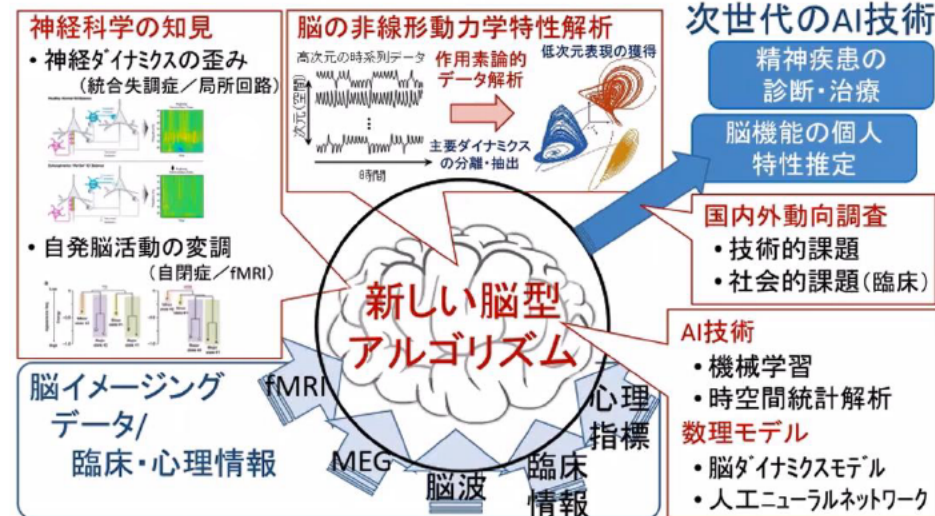 神経科学の知見
・神経ダイナミクスの歪み
(統合失調症／局所回路)
・自発脳活動の変調
(自閉症／fMRI)
脳の非線形動力学特性解析
高次元の時系列データ
次元(空間)
時間
作用素論的
データ解析
主要ダイナミクス
の分離・抽出
低次元表現の獲得
次世代のAI技術
精神疾患の
診断・治療
脳機能の個人
特性推定
国内外動向調査
・技術的課題
・社会的課題(臨床)
新しい脳型
アルゴリズム
AI技術
・機械学習
・時空間統計解析
数理モデル
・脳ダイナミクスモデル
・人工ニューラルネットワーク
脳イメージング
データ/
臨床・心理情報
fMRI
MEG
脳波
臨床
情報
心理
指標